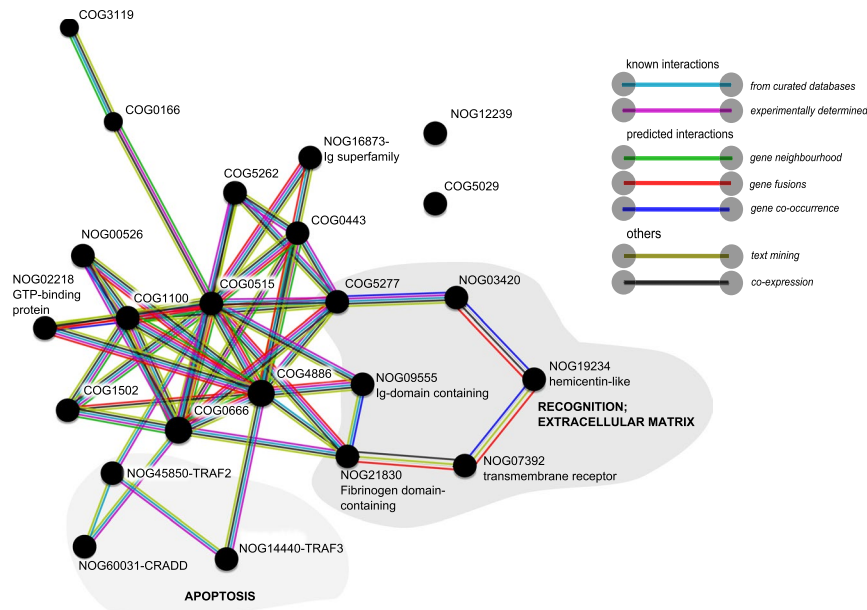 COG3119
COG0166
NOG12239
NOG16873-
Ig superfamily
COG5262
COG5029
COG0443
NOG00526
NOG02218
GTP-binding
protein
COG1100
COG0515
COG5277
NOG03420
COG4886
NOG09555
Ig-domain containing
NOG19234
hemicentin-like
COG1502
COG0666
RECOGNITION;
EXTRACELLULAR MATRIX
NOG45850-TRAF2
NOG21830
Fibrinogen domain-
containing
NOG07392
transmembrane receptor
NOG60031-CRADD
NOG14440-TRAF3
APOPTOSIS
known interactions
from curated databases
experimentally determined
predicted interactions
gene neighbourhood
gene fusions
gene co-occurrence
others
text mining
co-expression